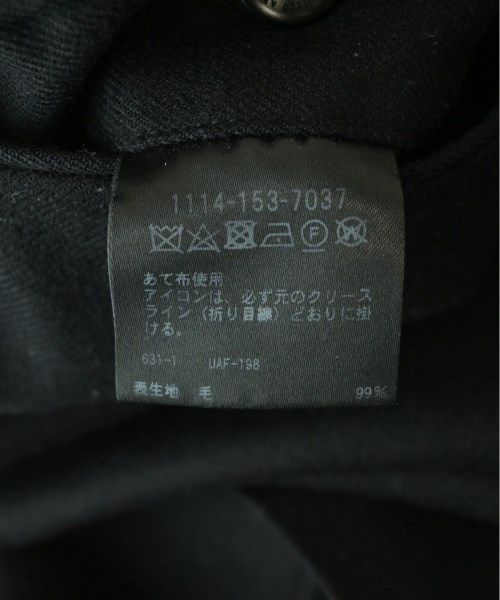 1114-153-7037
あて布使用
アイコンは、必ず元のクリース
ライン（折り目線）どおりに掛
ける。
631-1 UAF-198
表生地 毛 99%